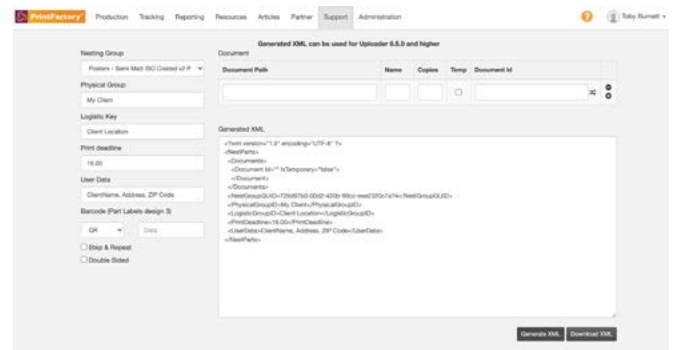 PrintFactory Production Tracking Reporting Resources Articles Partner Support Administration Toby Burnett
Generated XML can be used for Uploader 6.6.0 and higher
Nesting Group
Posters - Semi Matt ISO Coated v2 P
Physical Group
My Client
Logistic Key
Client Location
Print deadline
16.00
User Data
ClientName, Address, ZIP Code
Barcode (Part Labels design 3)
QR Data
Step & Repeat
Double Sided
Document
Document Path Name Copies Temp Document Id
Generated XML
<?xml version="1.0" encoding="UTF-8" ?>
<NestParts>
<Documents>
<Document Id="" isTemporary="false">
</Document>
</Documents>
<PhysicalGroupID>My Client</PhysicalGroupID>
<LogisticGroupID>Client Location</LogisticGroupID>
<PrintDeadline>16.00</PrintDeadline>
<UserData>ClientName, Address, ZIP Code</UserData>
</NestParts>
Generate XML Download XML